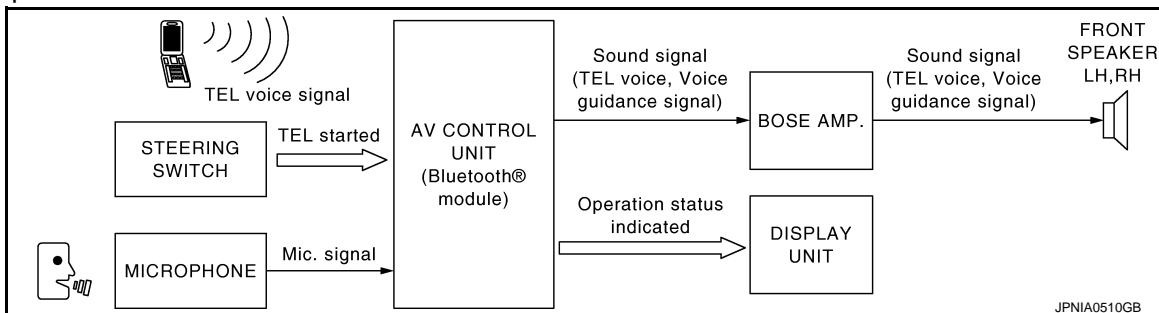 TEL voice signal
STEERING
SWITCH
TEL started
MICROPHONE
Mic. signal
AV CONTROL
UNIT
(Bluetooth®
module)
Sound signal
(TEL voice, Voice
guidance signal)
BOSE AMP.
Sound signal
(TEL voice, Voice
guidance signal)
FRONT
SPEAKER
LH,RH
Operation status
indicated
DISPLAY
UNIT
JPNIA0510GB